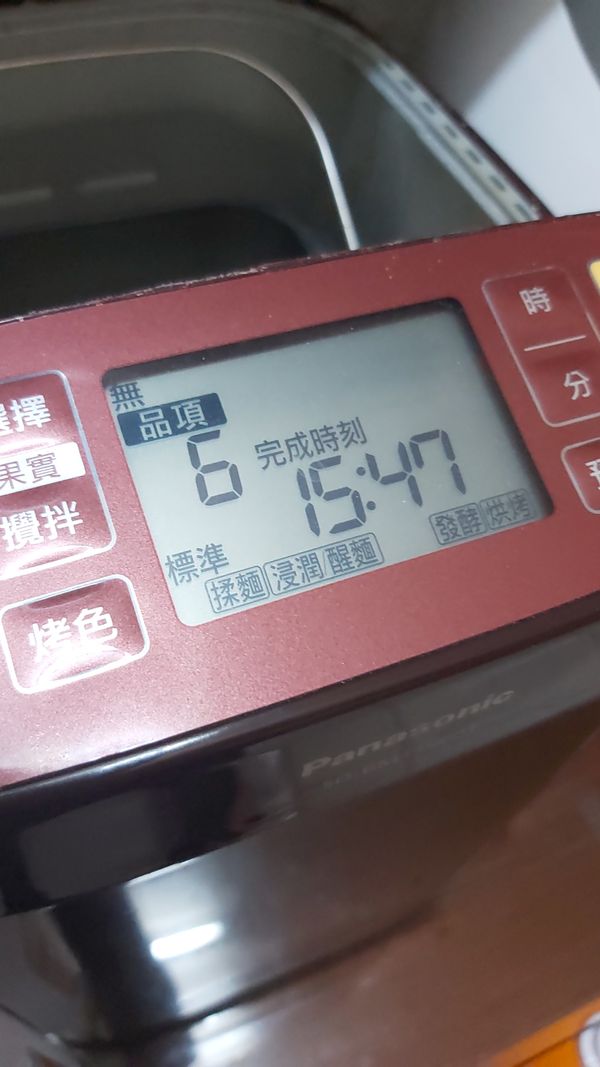 選擇
果實
攪拌
烤色
無
品項
6
完成時刻
15:47
標準
揉麵 浸潤/醒麵 發酵 烘烤
時
分
Panasonic